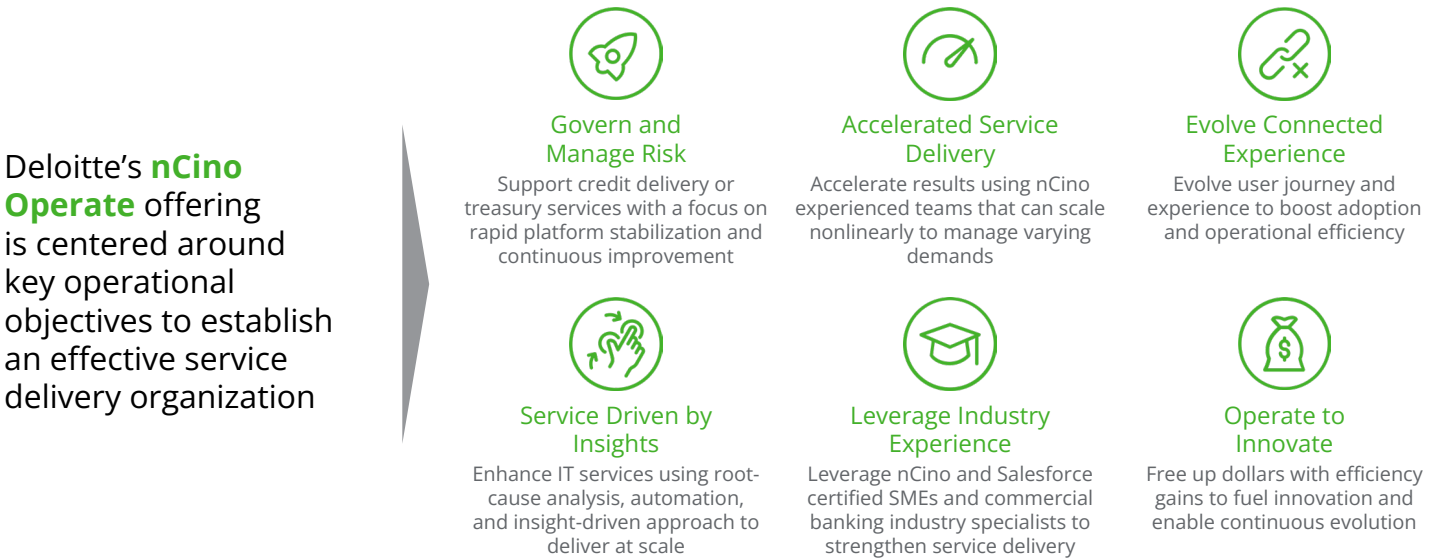 Deloitte’s nCino
Operate offering
is centered around
key operational
objectives to establish
an effective service
delivery organization
Govern and
Manage Risk
Support credit delivery or
treasury services with a focus on
rapid platform stabilization and
continuous improvement
Accelerated Service
Delivery
Accelerate results using nCino
experienced teams that can scale
nonlinearly to manage varying
demands
Evolve Connected
Experience
Evolve user journey and
experience to boost adoption
and operational efficiency
Service Driven by
Insights
Enhance IT services using root-
cause analysis, automation,
and insight-driven approach to
deliver at scale
Leverage Industry
Experience
Leverage nCino and Salesforce
certified SMEs and commercial
banking industry specialists to
strengthen service delivery
$
Operate to
Innovate
Free up dollars with efficiency
gains to fuel innovation and
enable continuous evolution